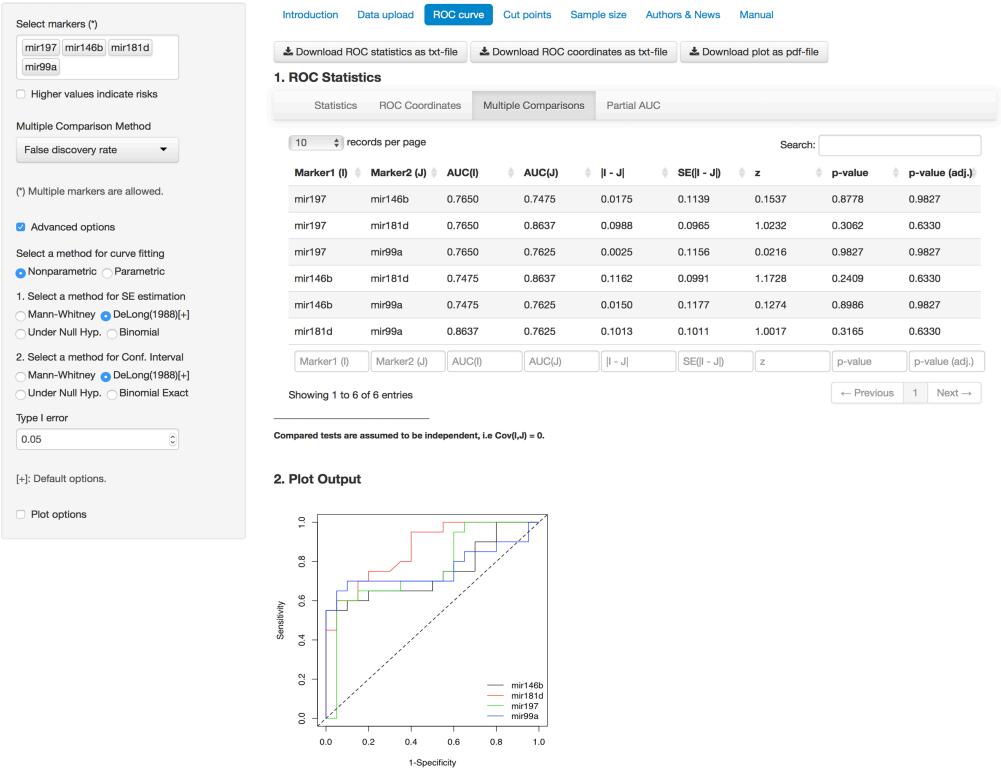 Introduction Data upload ROC curve Cut points Sample size Authors & News Manual
Select markers (*)
mir197 mir146b mir181d
mir99a
Higher values indicate risks
Multiple Comparison Method
False discovery rate
(*) Multiple markers are allowed.
Advanced options
Select a method for curve fitting
Nonparametric Parametric
1. Select a method for SE estimation
Mann-Whitney DeLong(1988)[+]
Under Null Hyp. Binomial
2. Select a method for Conf. Interval
Mann-Whitney DeLong(1988)[+]
Under Null Hyp. Binomial Exact
Type I error
0.05
[+]: Default options.
Plot options
Download ROC statistics as txt-file Download ROC coordinates as txt-file Download plot as pdf-file
1. ROC Statistics
Statistics ROC Coordinates Multiple Comparisons Partial AUC
10 records per page Search:
Marker1 (I) Marker2 (J) AUC(I) AUC(J) |I - J| SE(|I - J|) z p-value p-value (adj.)
mir197 mir146b 0.7650 0.7475 0.0175 0.1139 0.1537 0.8778 0.9827
mir197 mir181d 0.7650 0.8637 0.0988 0.0965 1.0232 0.3062 0.6330
mir197 mir99a 0.7650 0.7625 0.0025 0.1156 0.0216 0.9827 0.9827
mir146b mir181d 0.7475 0.8637 0.1162 0.0991 1.1728 0.2409 0.6330
mir146b mir99a 0.7475 0.7625 0.0150 0.1177 0.1274 0.8986 0.9827
mir181d mir99a 0.8637 0.7625 0.1013 0.1011 1.0017 0.3165 0.6330
Marker1 (I) Marker2 (J) AUC(I) AUC(J) |I - J| SE(|I - J|) z p-value p-value (adj.)
Showing 1 to 6 of 6 entries
← Previous 1 Next →
Compared tests are assumed to be independent, i.e Cov(I,J) = 0.
2. Plot Output
1.0
0.8
0.6
0.4
0.2
0.0
Sensitivity
mir146b
mir181d
mir197
mir99a
0.0 0.2 0.4 0.6 0.8 1.0
1-Specificity